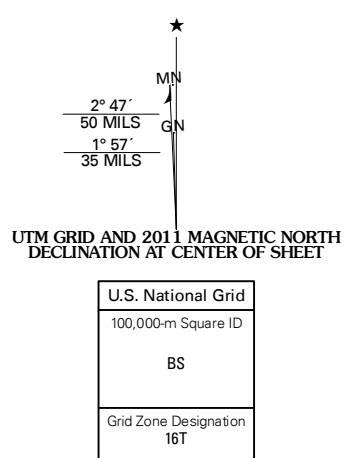 ★
MN
2° 47´
50 MILS
GN
1° 57´
35 MILS
UTM GRID AND 2011 MAGNETIC NORTH
DECLINATION AT CENTER OF SHEET
U.S. National Grid
100,000-m Square ID
BS
Grid Zone Designation
16T